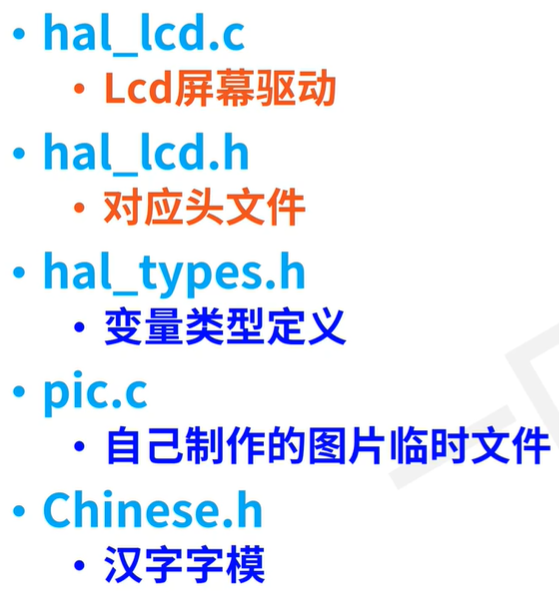 • hal_lcd.c
• Lcd屏幕驱动
• hal_lcd.h
• 对应头文件
• hal_types.h
• 变量类型定义
• pic.c
• 自己制作的图片临时文件
• Chinese.h
• 汉字字模